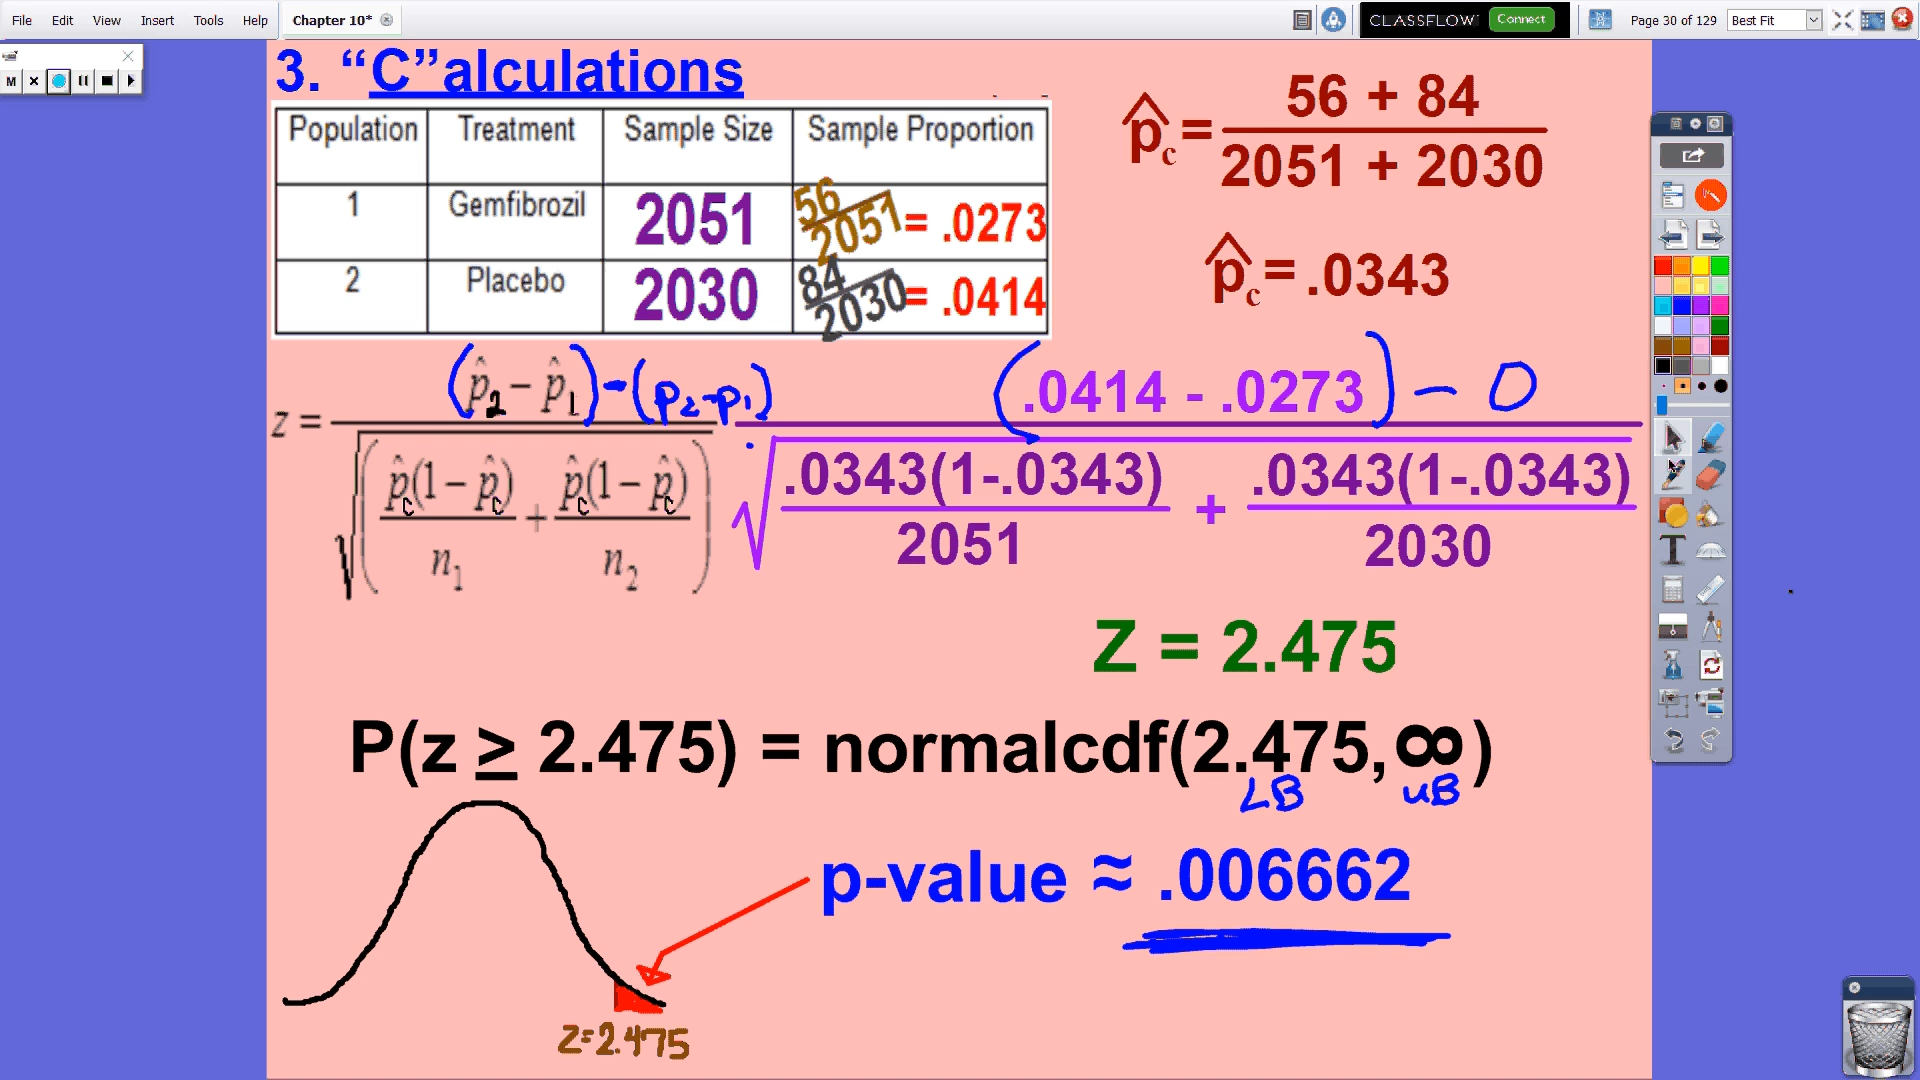 File Edit View Insert Tools Help Chapter 10* CLASSFLOW Connect Page 30 of 129 Best Fit
M
3. “C”alculations
Population Treatment Sample Size Sample Proportion
1 Gemfibrozil 2051 56/2051 = .0273
2 Placebo 2030 84/2030 = .0414
p̂c = (56 + 84)/(2051 + 2030)
p̂c = .0343
z = ((p̂2 − p̂1) − (p2 − p1))/√(p̂c(1 − p̂c)/n1 + p̂c(1 − p̂c)/n2)
((.0414 - .0273) − 0)/√(.0343(1-.0343)/2051 + .0343(1-.0343)/2030)
Z = 2.475
P(z ≥ 2.475) = normalcdf(2.475,∞)
LB UB
p-value ≈ .006662
Z=2.475
T